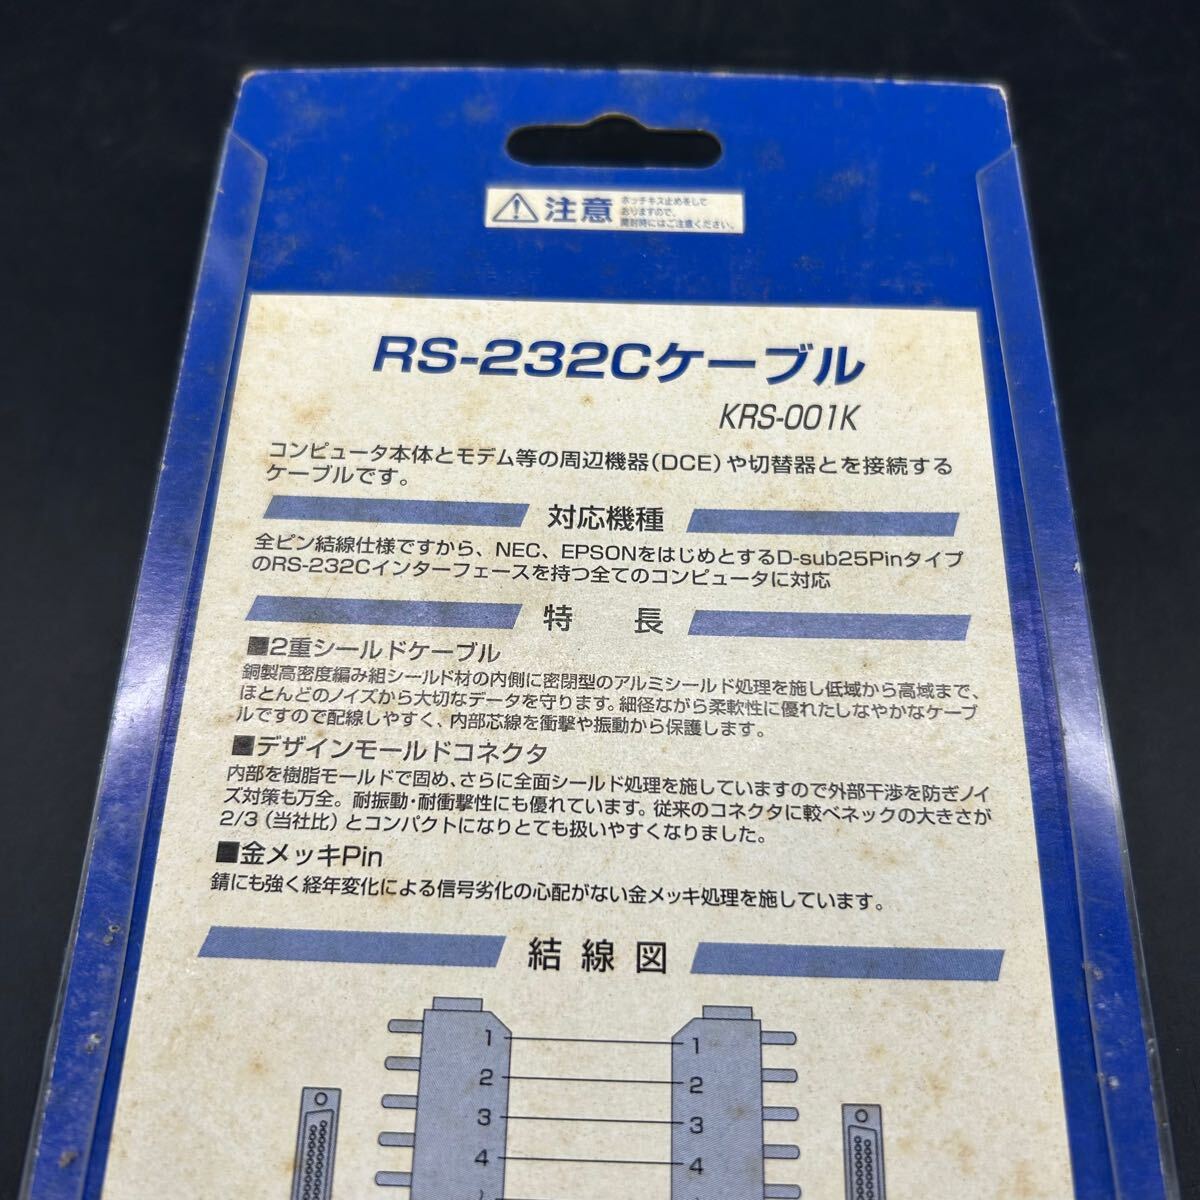 注意
ホッチキス止めをして
おりますので、
開封時にはご注意ください。
RS-232Cケーブル
KRS-001K
コンピュータ本体とモデム等の周辺機器(DCE)や切替器とを接続する
ケーブルです。
対応機種
全ピン結線仕様ですから、NEC、EPSONをはじめとするD-sub25Pinタイプ
のRS-232Cインターフェースを持つ全てのコンピュータに対応
特 長
■2重シールドケーブル
銅製高密度編み組シールド材の内側に密閉型のアルミシールド処理を施し低域から高域まで、
ほとんどのノイズから大切なデータを守ります。細径ながら柔軟性に優れたしなやかなケーブ
ルですので配線しやすく、内部芯線を衝撃や振動から保護します。
■デザインモールドコネクタ
内部を樹脂モールドで固め、さらに全面シールド処理を施していますので外部干渉を防ぎノイ
ズ対策も万全。耐振動・耐衝撃性にも優れています。従来のコネクタに較べネックの大きさが
2/3(当社比)とコンパクトになりとても扱いやすくなりました。
■金メッキPin
錆にも強く経年変化による信号劣化の心配がない金メッキ処理を施しています。
結線図
1 1
2 2
3 3
4 4